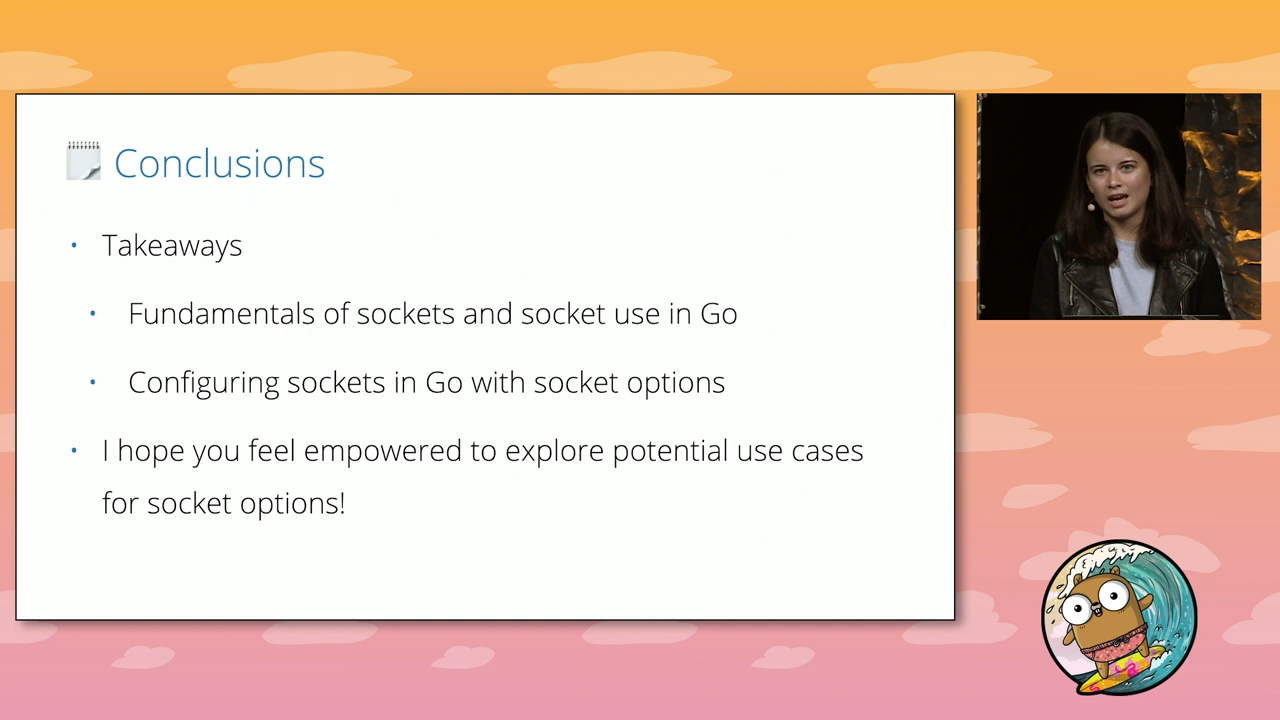 Conclusions
• Takeaways
• Fundamentals of sockets and socket use in Go
• Configuring sockets in Go with socket options
• I hope you feel empowered to explore potential use cases
for socket options!